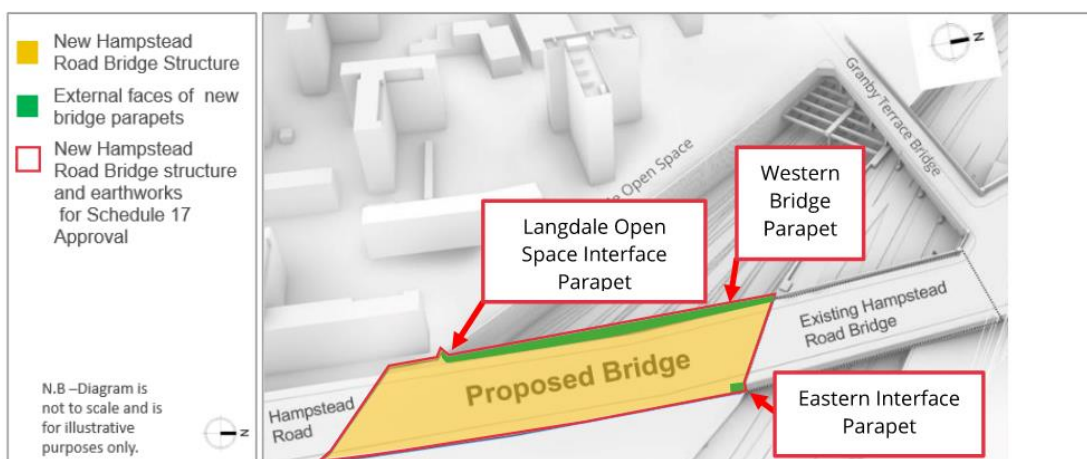 New Hampstead
Road Bridge Structure
External faces of new
bridge parapets
New Hampstead
Road Bridge structure
and earthworks
for Schedule 17
Approval
N.B –Diagram is
not to scale and is
for illustrative
purposes only.
N
N
Granby Terrace Bridge
Open Space
Western
Bridge
Parapet
Langdale Open
Space Interface
Parapet
Existing Hampstead
Road Bridge
Proposed Bridge
Hampstead
Road
Eastern Interface
Parapet